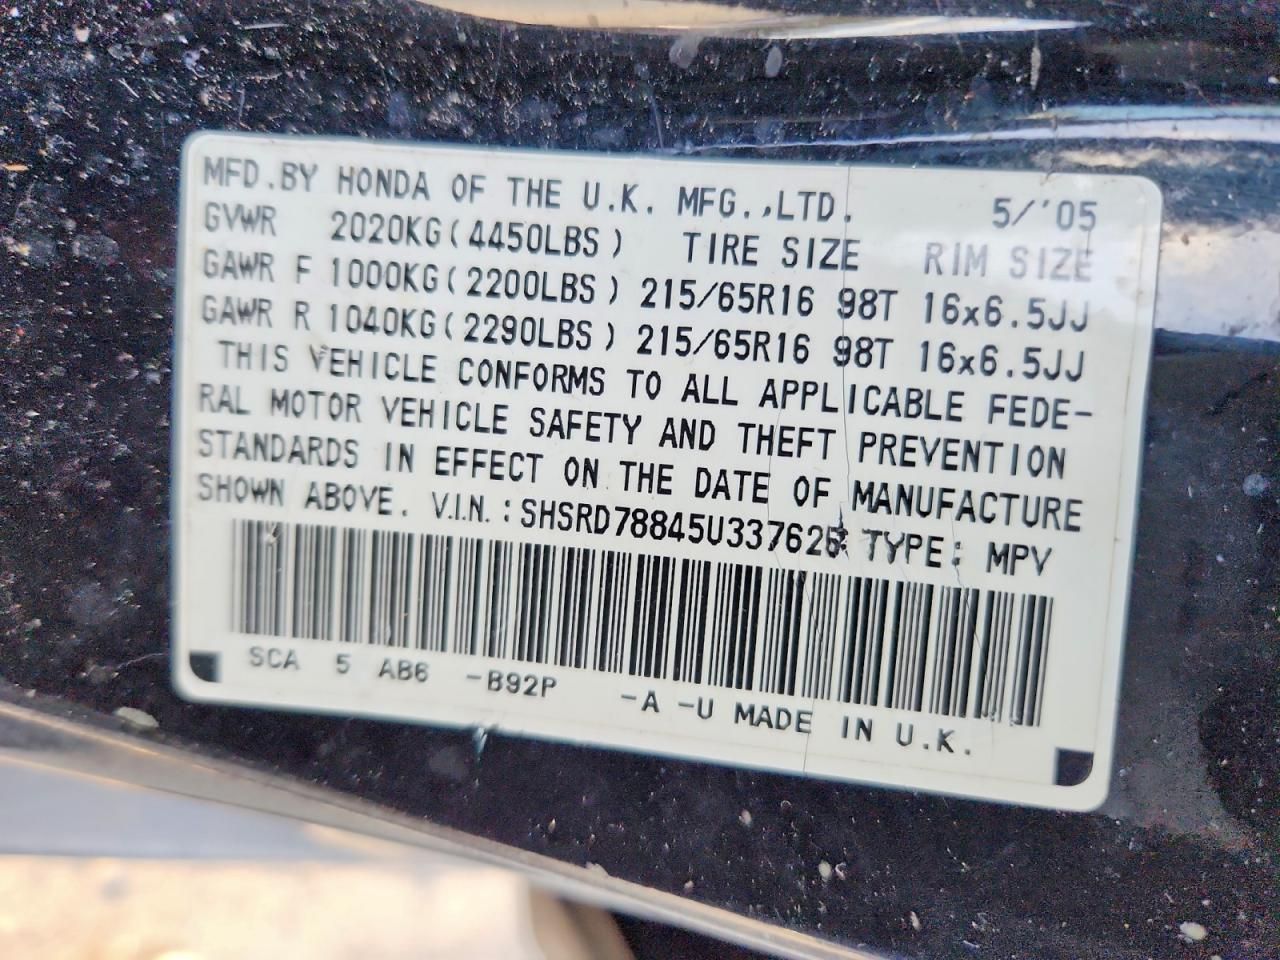 MFD.BY HONDA OF THE U.K. MFG.,LTD. 5/'05
GVWR 2020KG(4450LBS) TIRE SIZE RIM SIZE
GAWR F 1000KG(2200LBS) 215/65R16 98T 16x6.5JJ
GAWR R 1040KG(2290LBS) 215/65R16 98T 16x6.5JJ
THIS VEHICLE CONFORMS TO ALL APPLICABLE FEDE-
RAL MOTOR VEHICLE SAFETY AND THEFT PREVENTION
STANDARDS IN EFFECT ON THE DATE OF MANUFACTURE
SHOWN ABOVE. V.I.N.: SHSRD78845U337626 TYPE: MPV
SCA 5 AB6 -B92P -A -U MADE IN U.K.